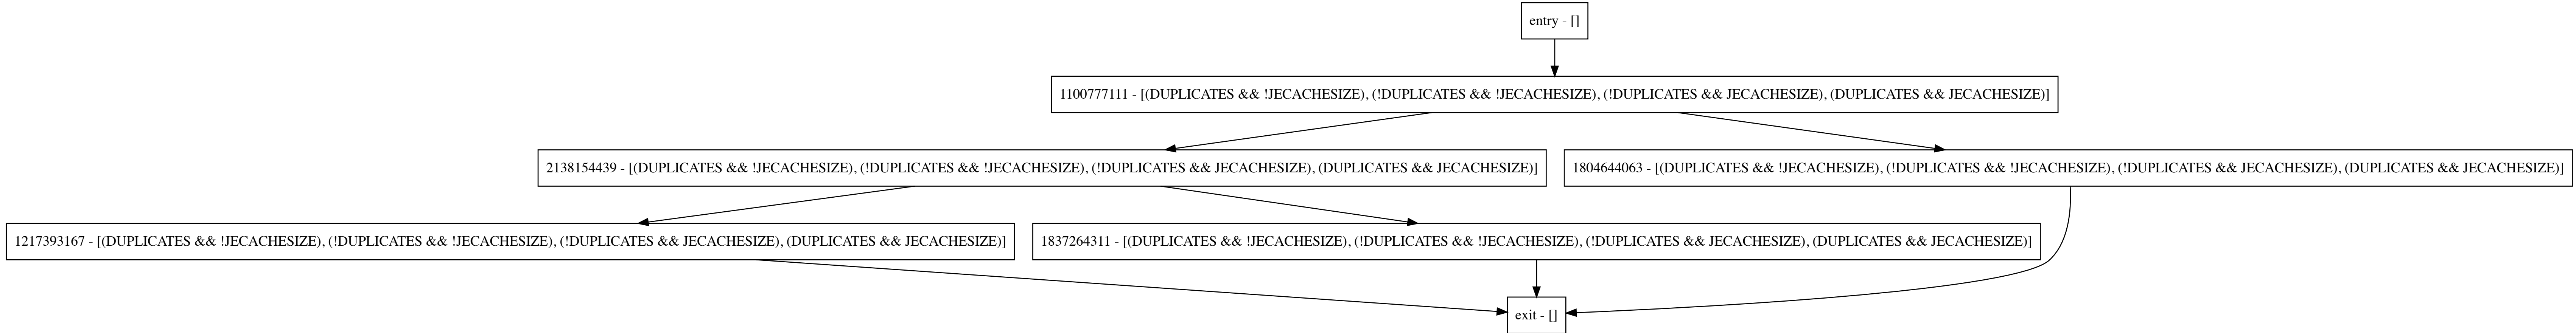 entry - []
1100777111 - [(DUPLICATES && !JECACHESIZE), (!DUPLICATES && !JECACHESIZE), (!DUPLICATES && JECACHESIZE), (DUPLICATES && JECACHESIZE)]
2138154439 - [(DUPLICATES && !JECACHESIZE), (!DUPLICATES && !JECACHESIZE), (!DUPLICATES && JECACHESIZE), (DUPLICATES && JECACHESIZE)]
1804644063 - [(DUPLICATES && !JECACHESIZE), (!DUPLICATES && !JECACHESIZE), (!DUPLICATES && JECACHESIZE), (DUPLICATES && JECACHESIZE)]
1217393167 - [(DUPLICATES && !JECACHESIZE), (!DUPLICATES && !JECACHESIZE), (!DUPLICATES && JECACHESIZE), (DUPLICATES && JECACHESIZE)]
1837264311 - [(DUPLICATES && !JECACHESIZE), (!DUPLICATES && !JECACHESIZE), (!DUPLICATES && JECACHESIZE), (DUPLICATES && JECACHESIZE)]
exit - []